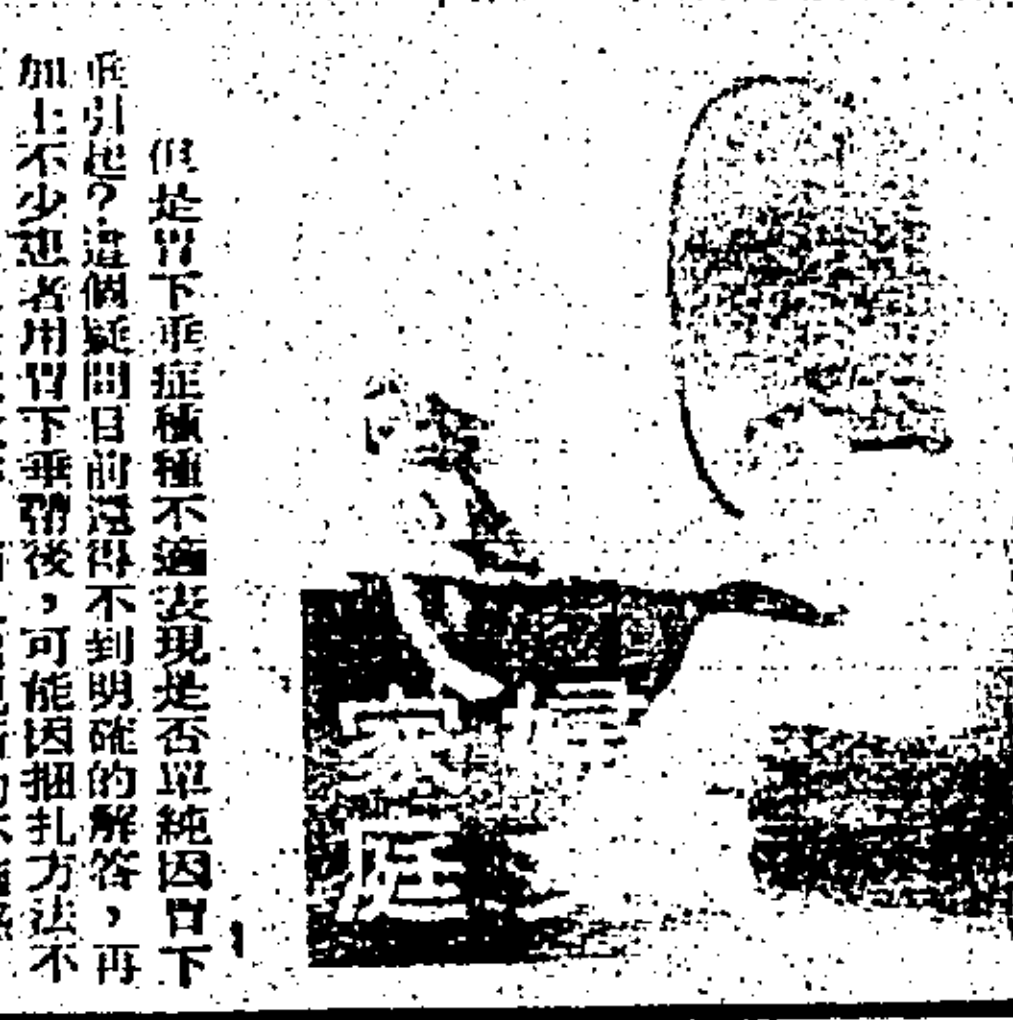 但是胃下垂症種種不適表現是否單純因胃下
垂引起？這個疑問目前還得不到明確的解答，再
加上不少患者用胃下垂帶後，可能因捆扎方法不
家庭